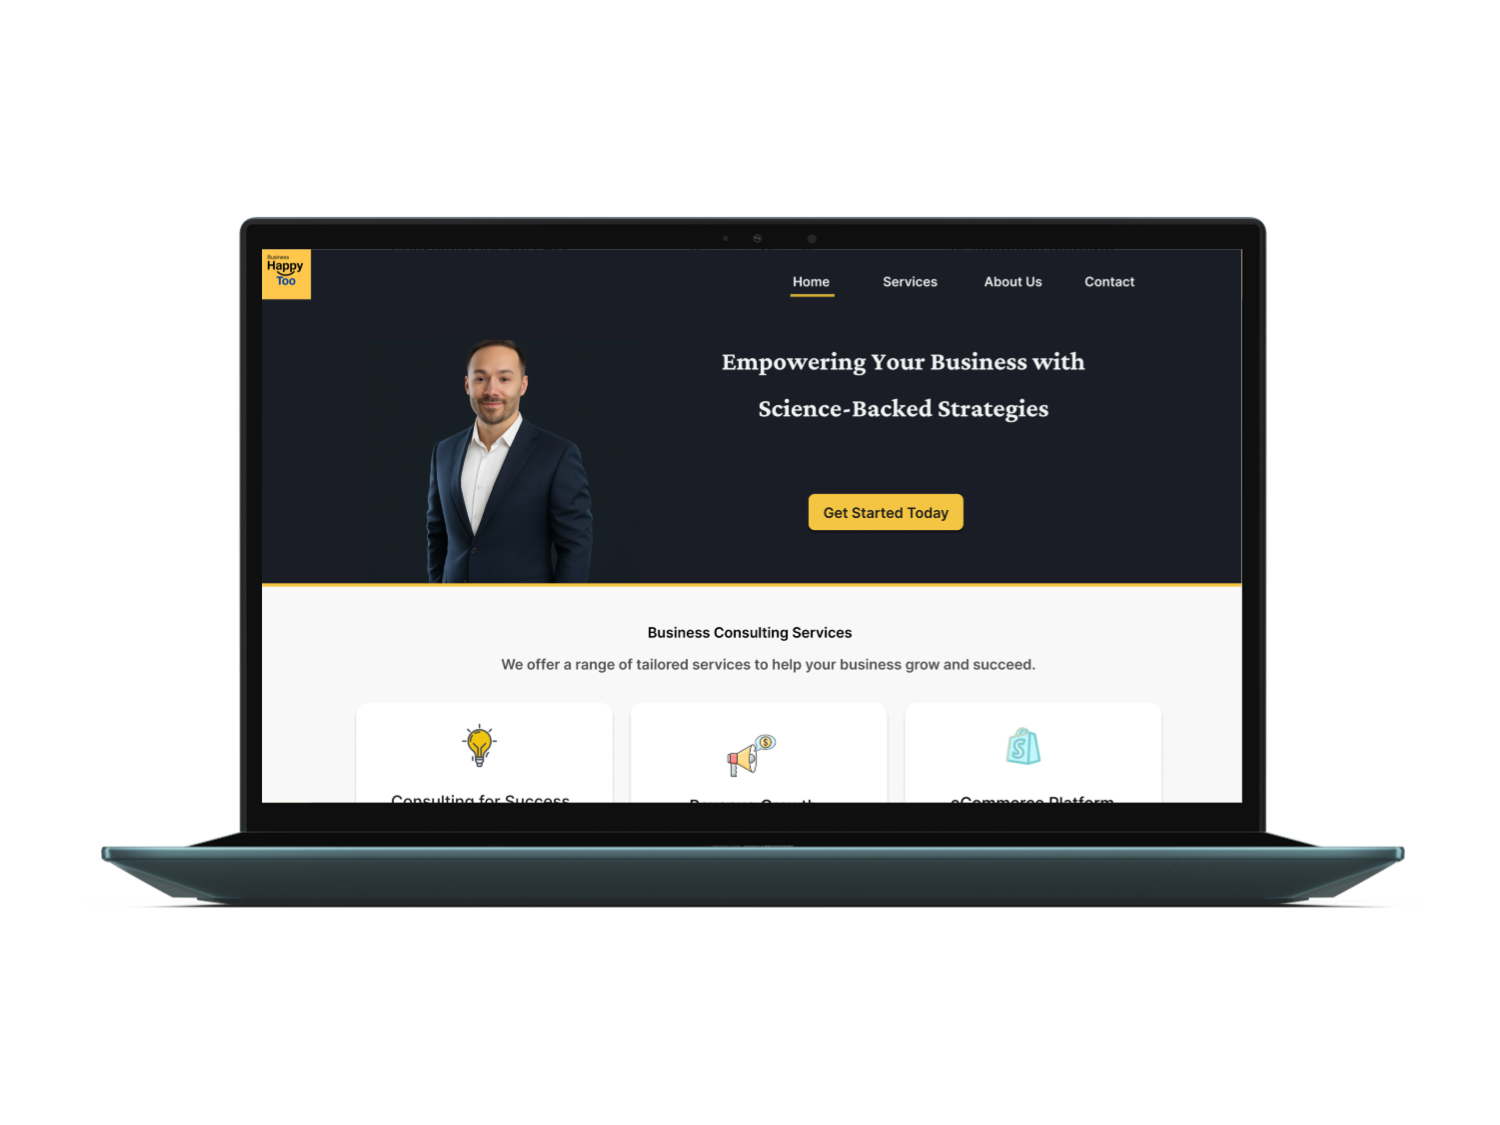 Business
Happy
Too
Home
Services
About Us
Contact
Empowering Your Business with
Science-Backed Strategies
Get Started Today
Business Consulting Services
We offer a range of tailored services to help your business grow and succeed.
$
S
Consulting for Success
Revenue Growth
eCommerce Platform